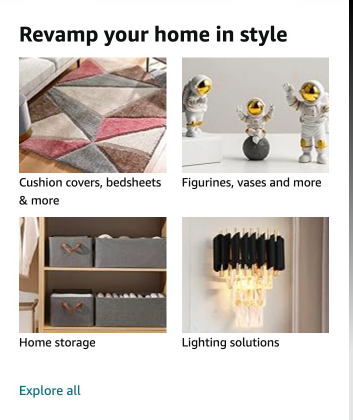 Revamp your home in style
Cushion covers, bedsheets
& more
Figurines, vases and more
Home storage
Lighting solutions
Explore all